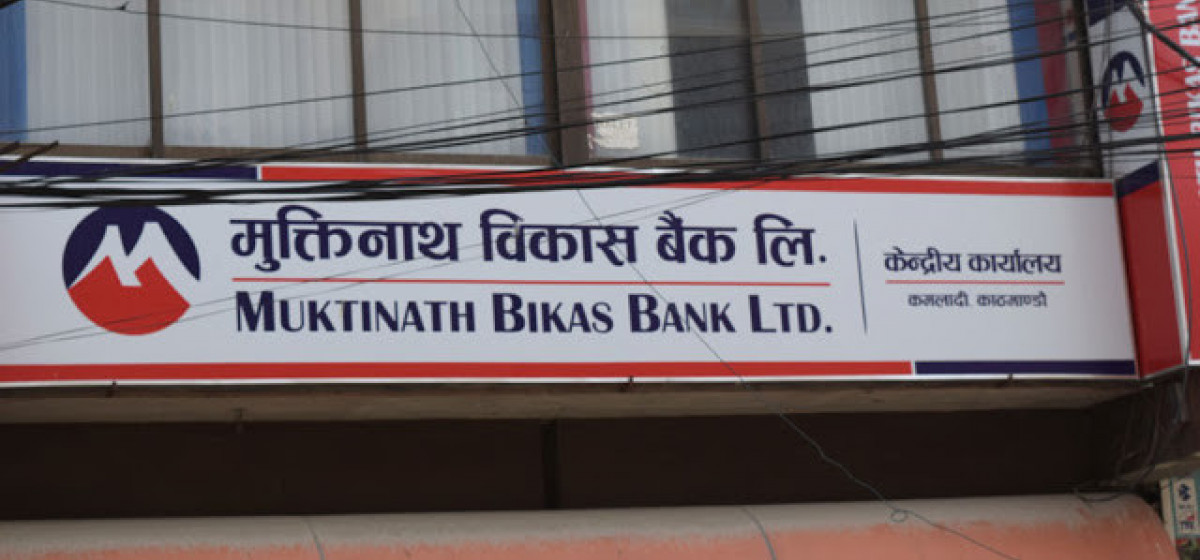 मुक्तिनाथ विकास बैंक लि.
MUKTINATH BIKAS BANK LTD.
केन्द्रीय कार्यालय
कमलादी, काठमाण्डौ